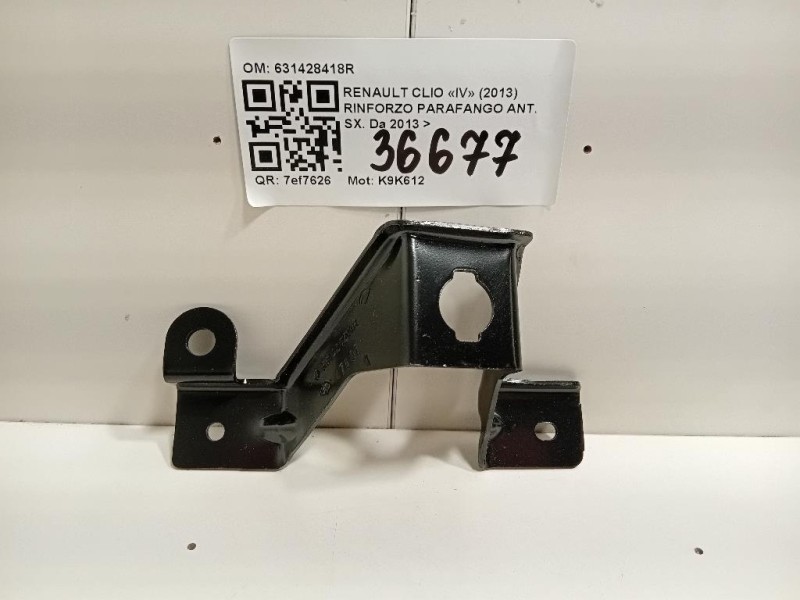 OM: 631428418R
RENAULT CLIO «IV» (2013)
RINFORZO PARAFANGO ANT.
SX. Da 2013 >
36677
QR: 7ef7626 Mot: K9K612